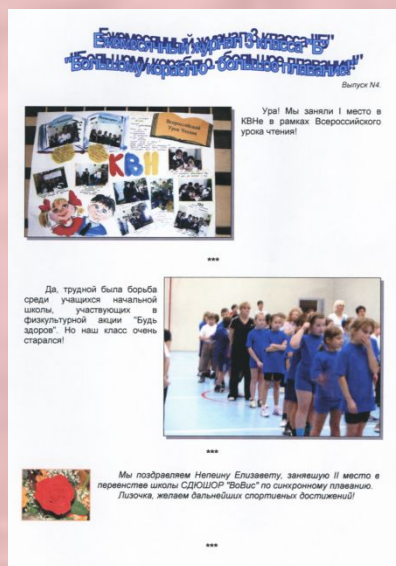 Ежемесячный журнал 3 класса "Б"
"Большому кораблю - большое плавание!"
Выпуск N4.
Ура! Мы заняли I место в
КВНе в рамках Всероссийского
урока чтения!
Всероссийский
Урок Чтения
КВН
***
Да, трудной была борьба
среди учащихся начальной
школы, участвующих в
физкультурной акции "Будь
здоров". Но наш класс очень
старался!
***
Мы поздравляем Непеину Елизавету, занявшую II место в
первенстве школы СДЮШОР "ВоВис" по синхронному плаванию.
Лизочка, желаем дальнейших спортивных достижений!
***